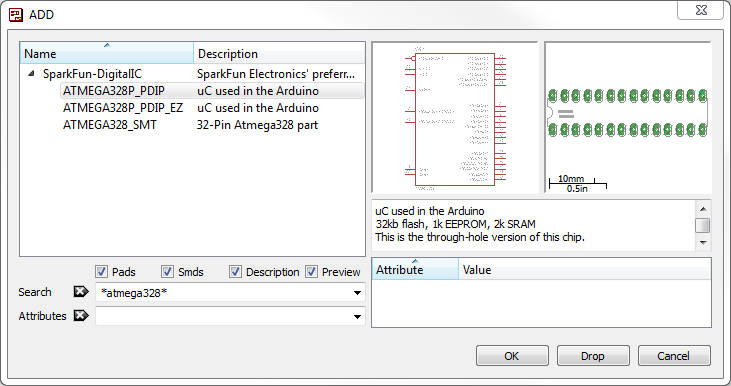 ADD
Name Description
SparkFun-DigitalIC SparkFun Electronics' preferr...
ATMEGA328P_PDIP uC used in the Arduino
ATMEGA328P_PDIP_EZ uC used in the Arduino
ATMEGA328_SMT 32-Pin Atmega328 part
10mm
0.5in
uC used in the Arduino
32kb flash, 1k EEPROM, 2k SRAM
This is the through-hole version of this chip.
Pads Smds Description Preview
Search *atmega328*
Attributes
Attribute Value
OK Drop Cancel